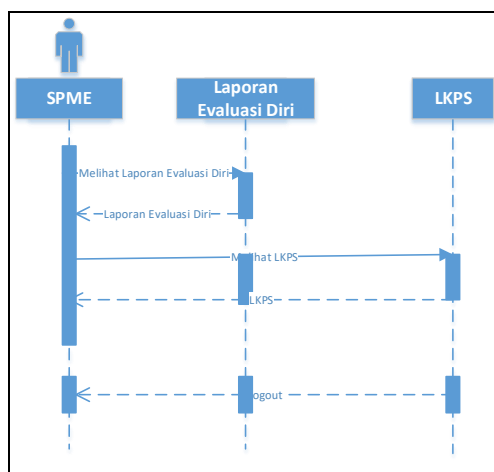 SPME
Laporan
Evaluasi Diri
LKPS
Melihat Laporan Evaluasi Diri
Laporan Evaluasi Diri
Melihat LKPS
LKPS
ogout